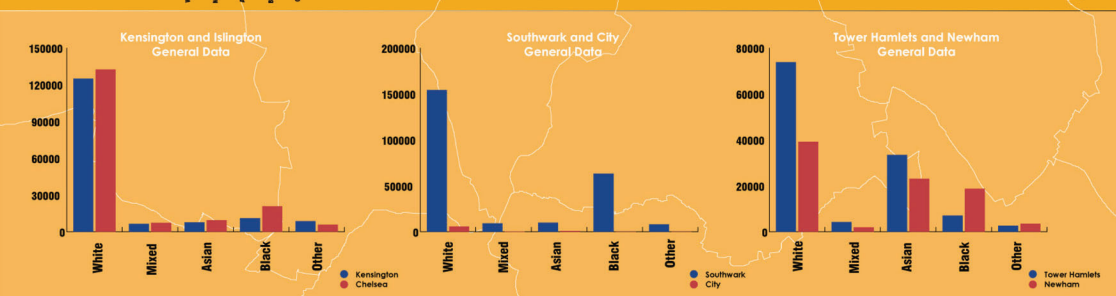 Kensington and Islington
General Data
150000
120000
90000
60000
30000
0
White
Mixed
Asian
Black
Other
Kensington
Chelsea
Southwark and City
General Data
200000
150000
100000
50000
0
White
Mixed
Asian
Black
Other
Southwark
City
Tower Hamlets and Newham
General Data
80000
60000
40000
20000
0
White
Mixed
Asian
Black
Other
Tower Hamlets
Newham